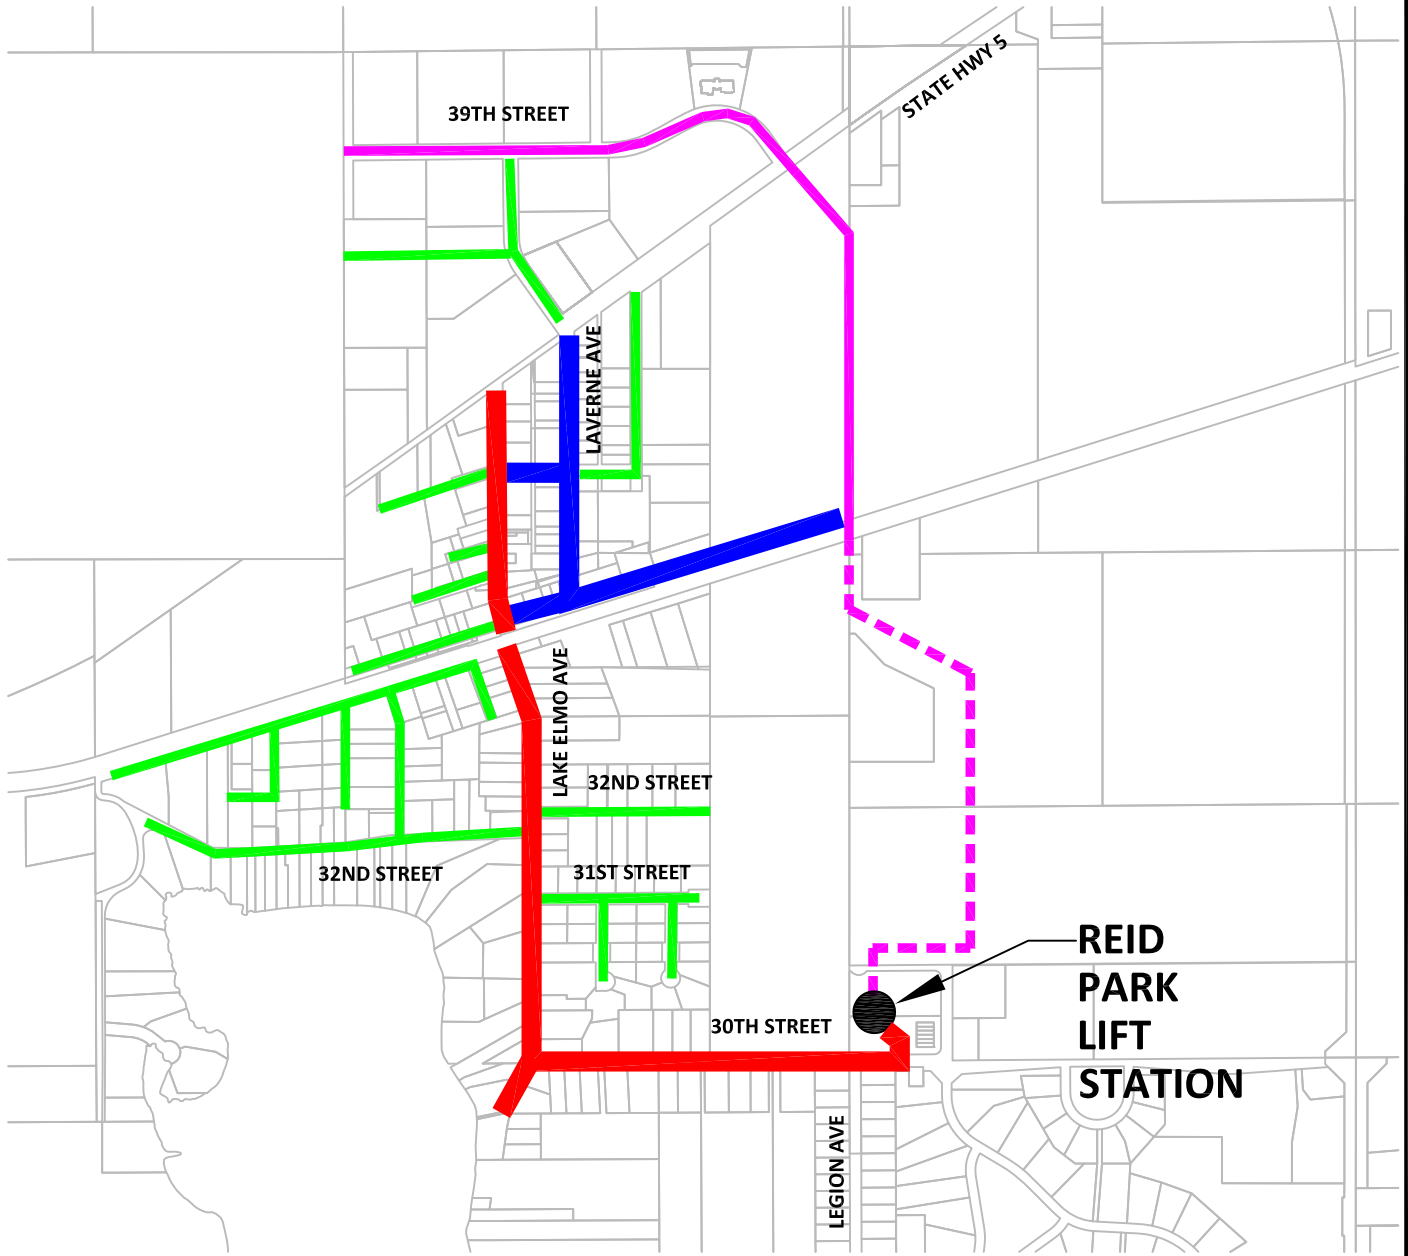 STATE HWY 5
39TH STREET
LAVERNE AVE
LAKE ELMO AVE
32ND STREET
32ND STREET
31ST STREET
REID
PARK
LIFT
STATION
30TH STREET
LEGION AVE